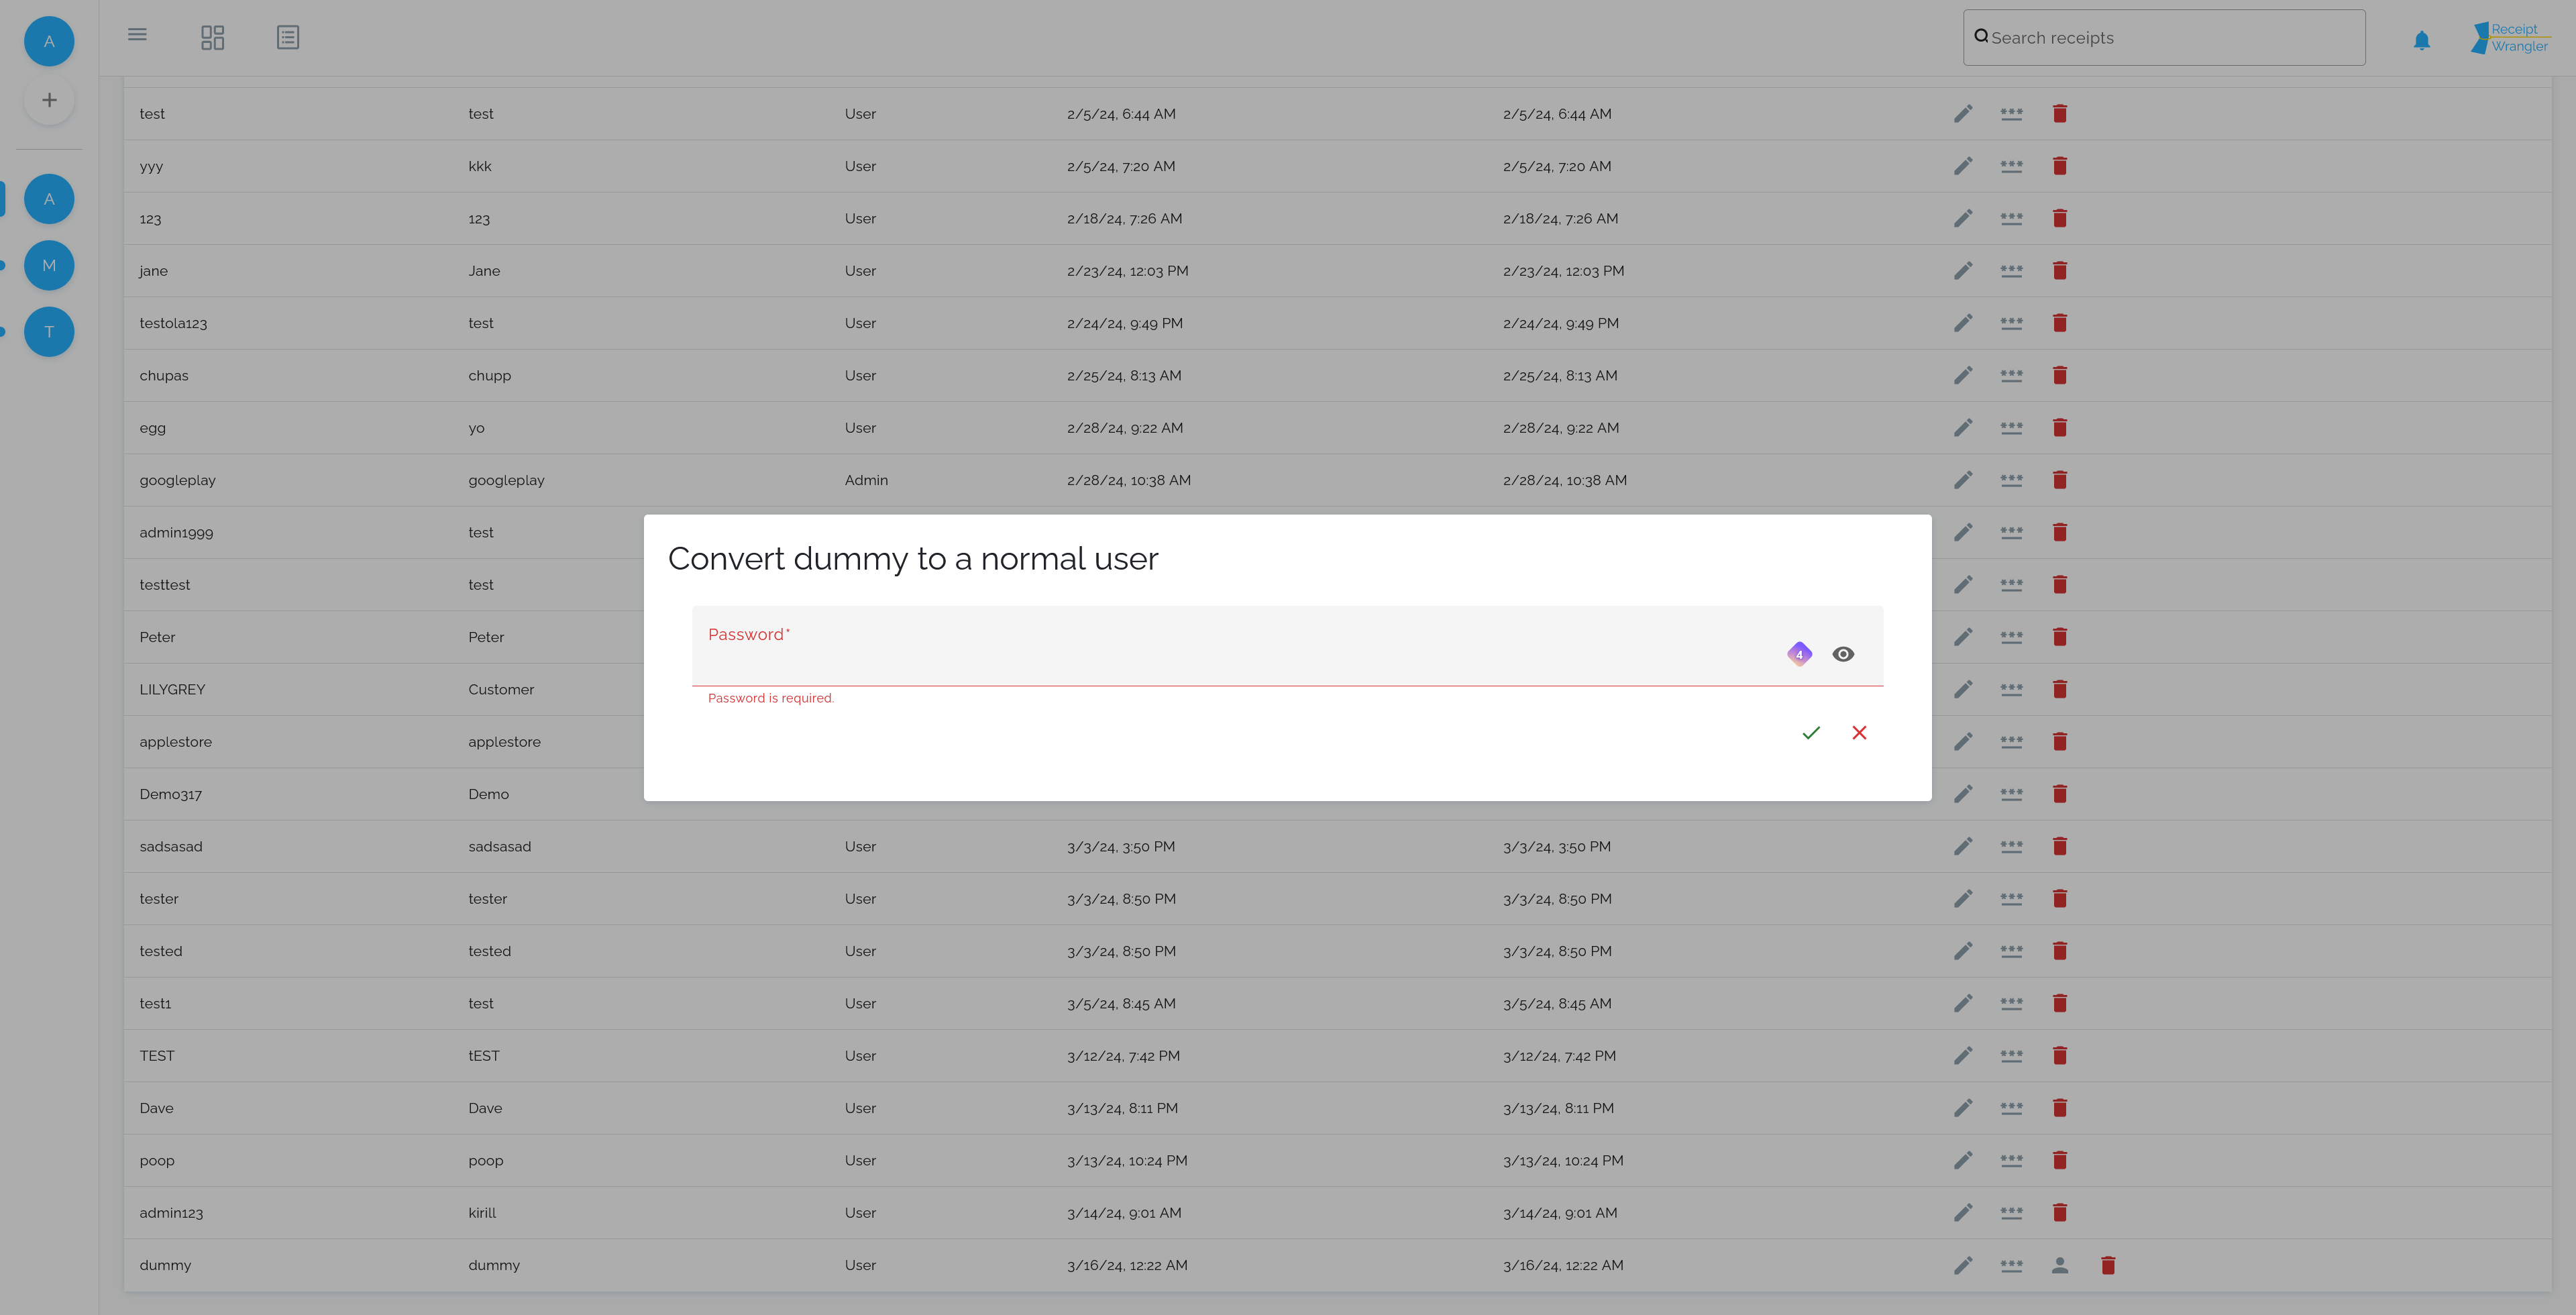 A
Search receipts
Receipt
Wrangler
A
M
T
test test User 2/5/24, 6:44 AM 2/5/24, 6:44 AM
yyy kkk User 2/5/24, 7:20 AM 2/5/24, 7:20 AM
123 123 User 2/18/24, 7:26 AM 2/18/24, 7:26 AM
jane Jane User 2/23/24, 12:03 PM 2/23/24, 12:03 PM
testola123 test User 2/24/24, 9:49 PM 2/24/24, 9:49 PM
chupas chupp User 2/25/24, 8:13 AM 2/25/24, 8:13 AM
egg yo User 2/28/24, 9:22 AM 2/28/24, 9:22 AM
googleplay googleplay Admin 2/28/24, 10:38 AM 2/28/24, 10:38 AM
admin1999 test
testtest test
Peter Peter
LILYGREY Customer
applestore applestore
Demo317 Demo
Convert dummy to a normal user
Password*
4
Password is required.
sadsasad sadsasad User 3/3/24, 3:50 PM 3/3/24, 3:50 PM
tester tester User 3/3/24, 8:50 PM 3/3/24, 8:50 PM
tested tested User 3/3/24, 8:50 PM 3/3/24, 8:50 PM
test1 test User 3/5/24, 8:45 AM 3/5/24, 8:45 AM
TEST tEST User 3/12/24, 7:42 PM 3/12/24, 7:42 PM
Dave Dave User 3/13/24, 8:11 PM 3/13/24, 8:11 PM
poop poop User 3/13/24, 10:24 PM 3/13/24, 10:24 PM
admin123 kirill User 3/14/24, 9:01 AM 3/14/24, 9:01 AM
dummy dummy User 3/16/24, 12:22 AM 3/16/24, 12:22 AM